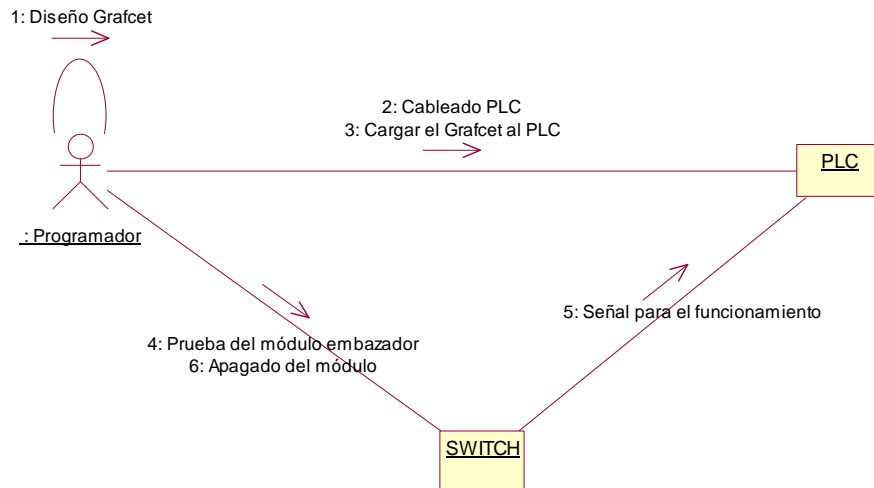 1: Diseño Grafcet
2: Cableado PLC
3: Cargar el Grafcet al PLC
PLC
: Programador
5: Señal para el funcionamiento
4: Prueba del módulo embazador
6: Apagado del módulo
SWITCH